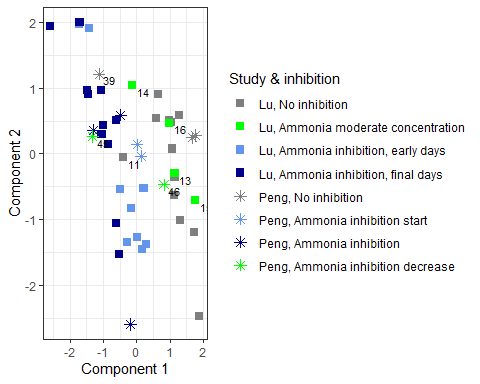 2
1
0
-1
-2
-2
-1
0
1
2
Component 1
Component 2
39
14
16
4
11
13
46
1
Study & inhibition
Lu, No inhibition
Lu, Ammonia moderate concentration
Lu, Ammonia inhibition, early days
Lu, Ammonia inhibition, final days
Peng, No inhibition
Peng, Ammonia inhibition start
Peng, Ammonia inhibition
Peng, Ammonia inhibition decrease